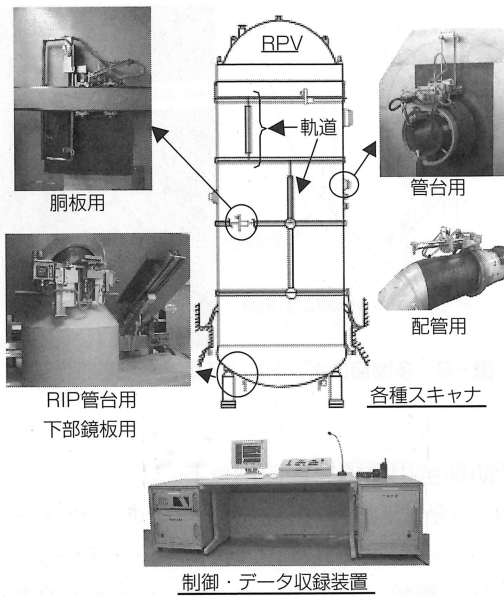 RPV
軌道
胴板用
管台用
配管用
RIP管台用
下部鏡板用
各種スキャナ
制御・データ収録装置